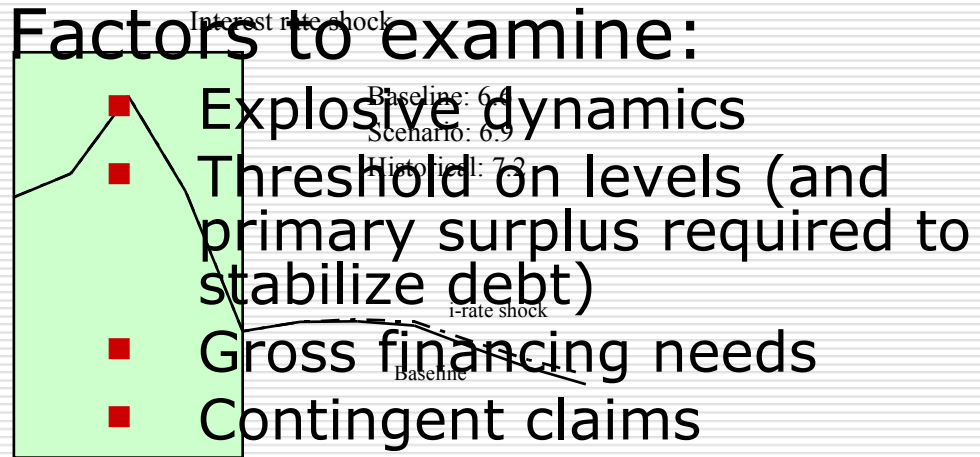 Factors to examine:
Interest rate shock
Explosive dynamics
Baseline: 6.6
Scenario: 6.9
Historical: 7.2
Threshold on levels (and
primary surplus required to
stabilize debt)
i-rate shock
Gross financing needs
Baseline
Contingent claims